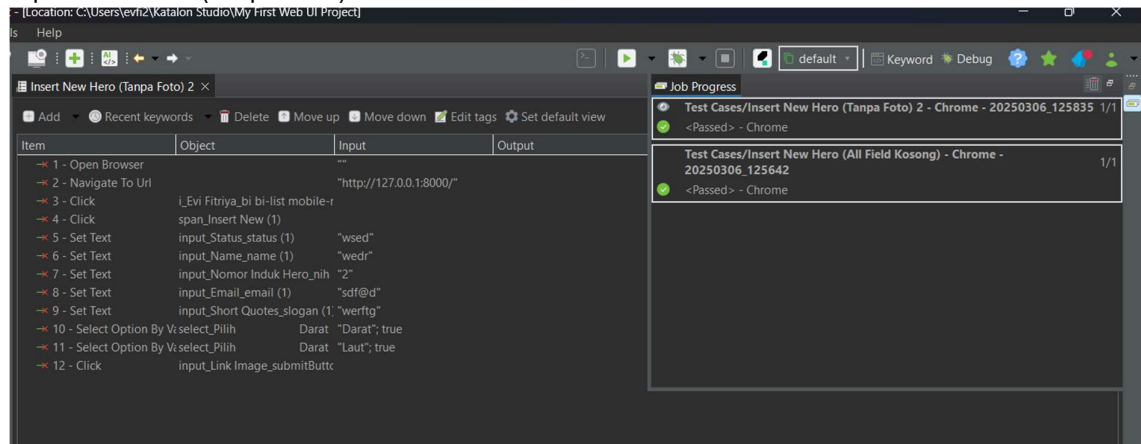 - [Location: C:\Users\evfi2\Katalon Studio\My First Web UI Project]
ls Help
default Keyword Debug
Insert New Hero (Tanpa Foto) 2
Add Recent keywords Delete Move up Move down Edit tags Set default view
Item Object Input Output
1 - Open Browser ""
2 - Navigate To Url "http://127.0.0.1:8000/"
3 - Click i_Evi Fitriya_bi bi-list mobile-r
4 - Click span_Insert New (1)
5 - Set Text input_Status_status (1) "wsed"
6 - Set Text input_Name_name (1) "wedr"
7 - Set Text input_Nomor Induk Hero_nih "2"
8 - Set Text input_Email_email (1) "sdf@d"
9 - Set Text input_Short Quotes_slogan (1) "werftg"
10 - Select Option By Va select_Pilih Darat "Darat"; true
11 - Select Option By Va select_Pilih Darat "Laut"; true
12 - Click input_Link Image_submitButtc
Job Progress
Test Cases/Insert New Hero (Tanpa Foto) 2 - Chrome - 20250306_125835 1/1
<Passed> - Chrome
Test Cases/Insert New Hero (All Field Kosong) - Chrome -
20250306_125642 1/1
<Passed> - Chrome